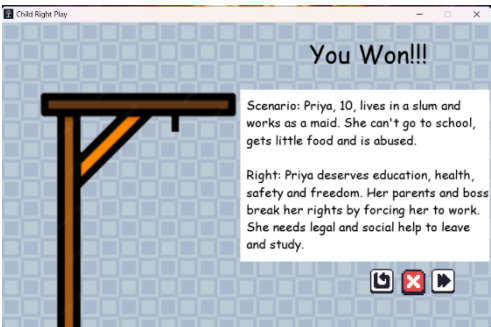 Child Right Play
You Won!!!
Scenario: Priya, 10, lives in a slum and
works as a maid. She can't go to school,
gets little food and is abused.
Right: Priya deserves education, health,
safety and freedom. Her parents and boss
break her rights by forcing her to work.
She needs legal and social help to leave
and study.